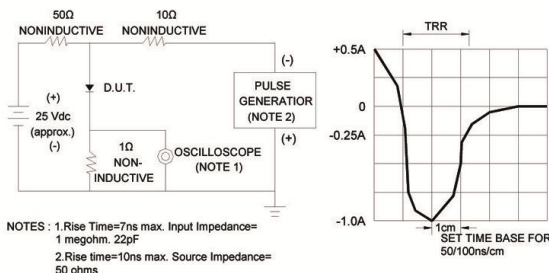 50Ω
NONINDUCTIVE
10Ω
NONINDUCTIVE
(+)
25 Vdc
(approx.)
(-)
D.U.T.
1Ω
NON-
INDUCTIVE
OSCILLOSCOPE
(NOTE 1)
(-)
PULSE
GENERATIOR
(NOTE 2)
(+)
TRR
+0.5A
0
-0.25A
-1.0A
1cm
SET TIME BASE FOR
50/100ns/cm
NOTES : 1.Rise Time=7ns max. Input Impedance=
1 megohm. 22pF
2.Rise time=10ns max. Source Impedance=
50 ohms